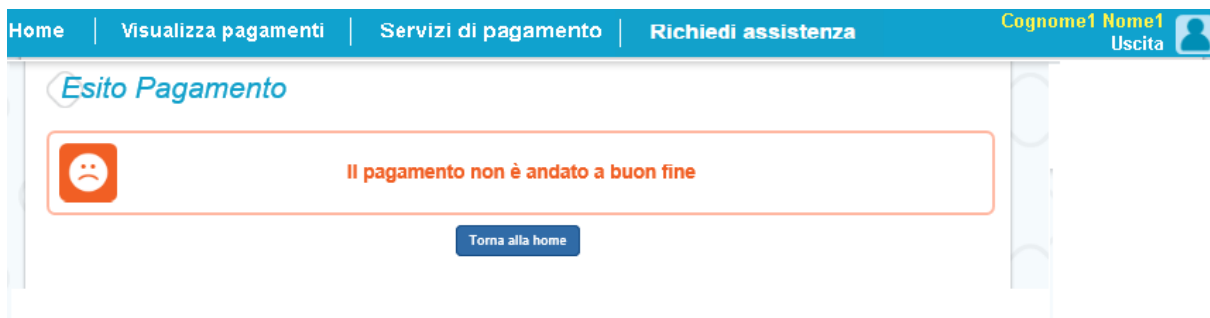 Home Visualizza pagamenti Servizi di pagamento Richiedi assistenza
Cognome1 Nome1
Uscita
Esito Pagamento
Il pagamento non è andato a buon fine
Torna alla home